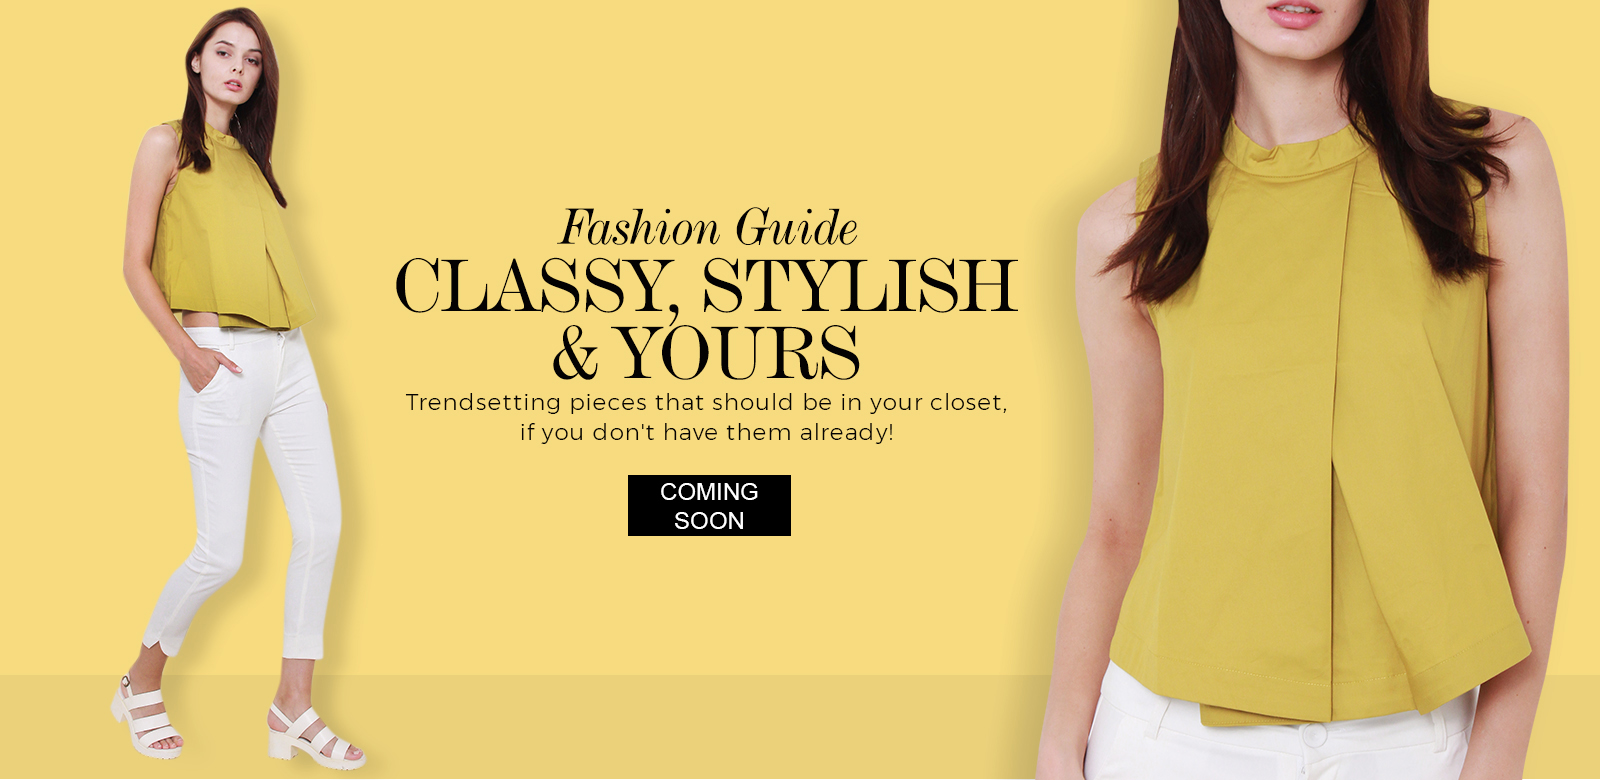 Fashion Guide
CLASSY, STYLISH
& YOURS
Trendsetting pieces that should be in your closet,
if you don't have them already!
COMING
SOON